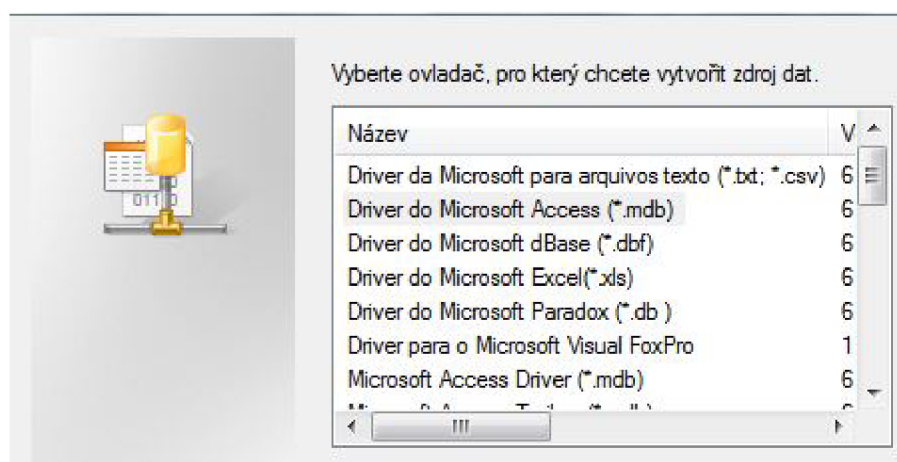 Vyberte ovladač, pro který chcete vytvořit zdroj dat.
Název V
Driver da Microsoft para arquivos texto (*.txt; *.csv) 6
Driver do Microsoft Access (*.mdb) 6
Driver do Microsoft dBase (*.dbf) 6
Driver do Microsoft Excel(*.xls) 6
Driver do Microsoft Paradox (*.db ) 6
Driver para o Microsoft Visual FoxPro 1
Microsoft Access Driver (*.mdb) 6